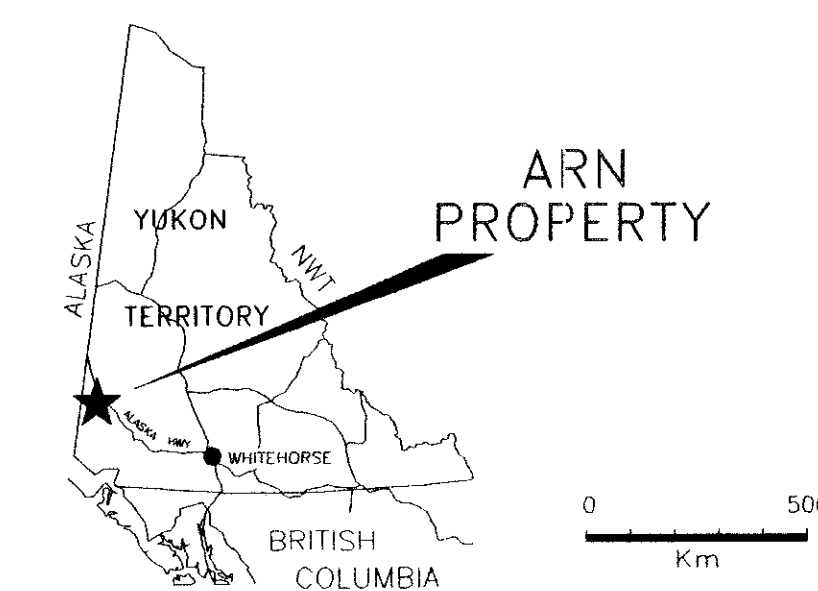 ARN
PROPERTY
YUKON
ALASKA
NWT
TERRITORY
ALASKA HWY
WHITEHORSE
0
BRITISH
COLUMBIA
Km